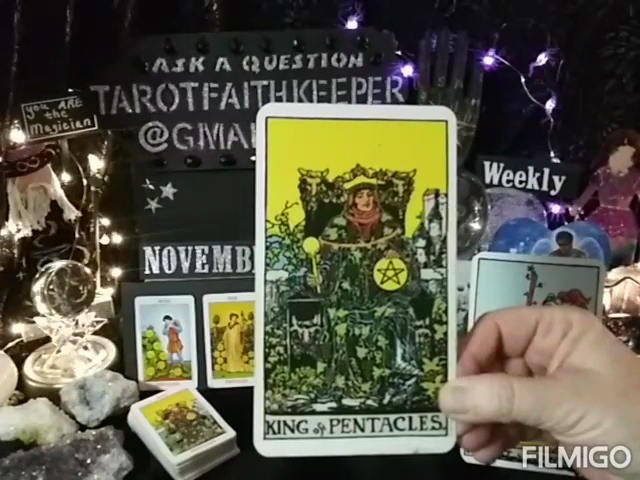 ASK A QUESTION
TAROTFAITHKEEPER
@GMA
you ARE
the
Magician
Weekly
NOVEMB
KING of PENTACLES.
FILMIGO